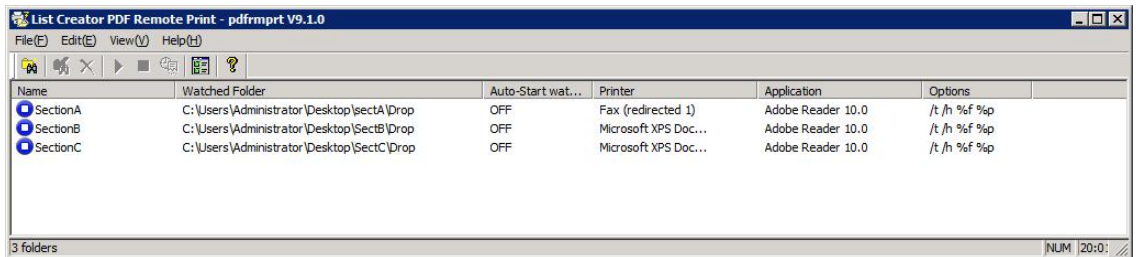 List Creator PDF Remote Print - pdfrmprt V9.1.0
File(F) Edit(E) View(V) Help(H)
Name Watched Folder Auto-Start wat... Printer Application Options
SectionA C:\Users\Administrator\Desktop\sectA\Drop OFF Fax (redirected 1) Adobe Reader 10.0 /t /h %f %p
SectionB C:\Users\Administrator\Desktop\SectB\Drop OFF Microsoft XPS Doc... Adobe Reader 10.0 /t /h %f %p
SectionC C:\Users\Administrator\Desktop\SectC\Drop OFF Microsoft XPS Doc... Adobe Reader 10.0 /t /h %f %p
3 folders NUM 20:0